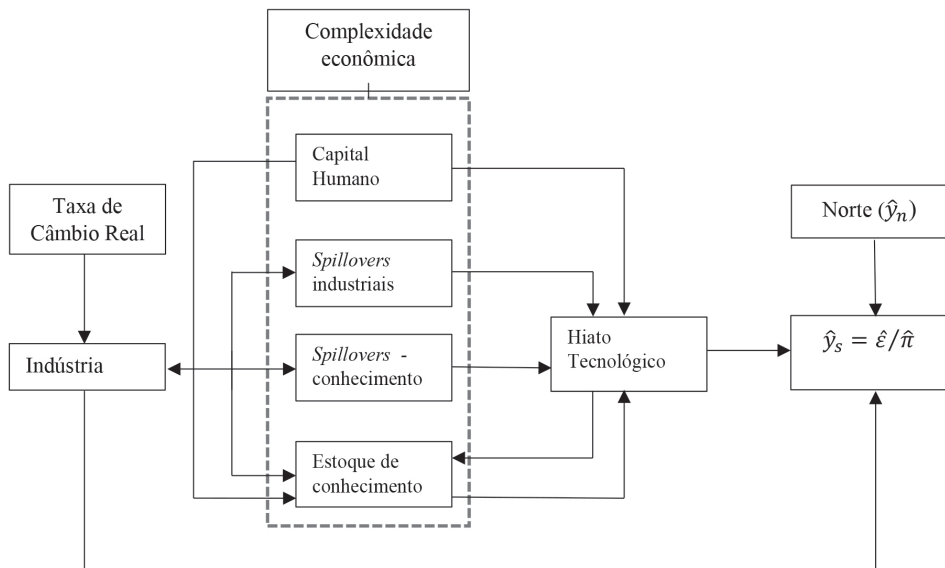 Complexidade
econômica
Capital
Humano
Taxa de
Câmbio Real
Norte (ŷₙ)
Spillovers
industriais
Hiato
Tecnológico
ŷₛ = ε̂/π̂
Indústria
Spillovers -
conhecimento
Estoque de
conhecimento